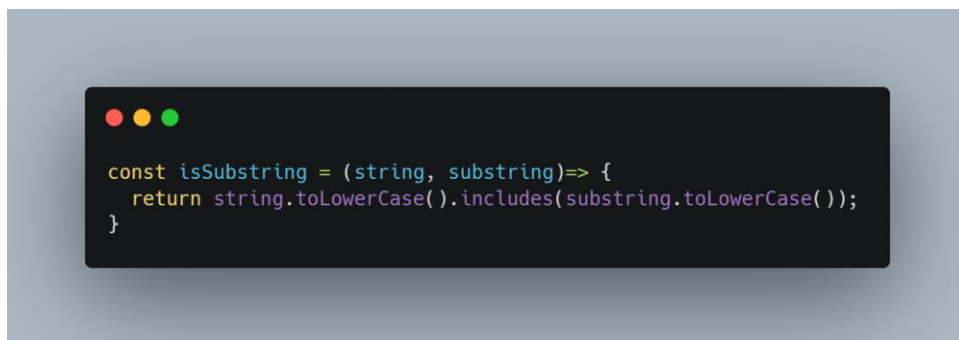 const isSubstring = (string, substring)=> {
  return string.toLowerCase().includes(substring.toLowerCase());
}